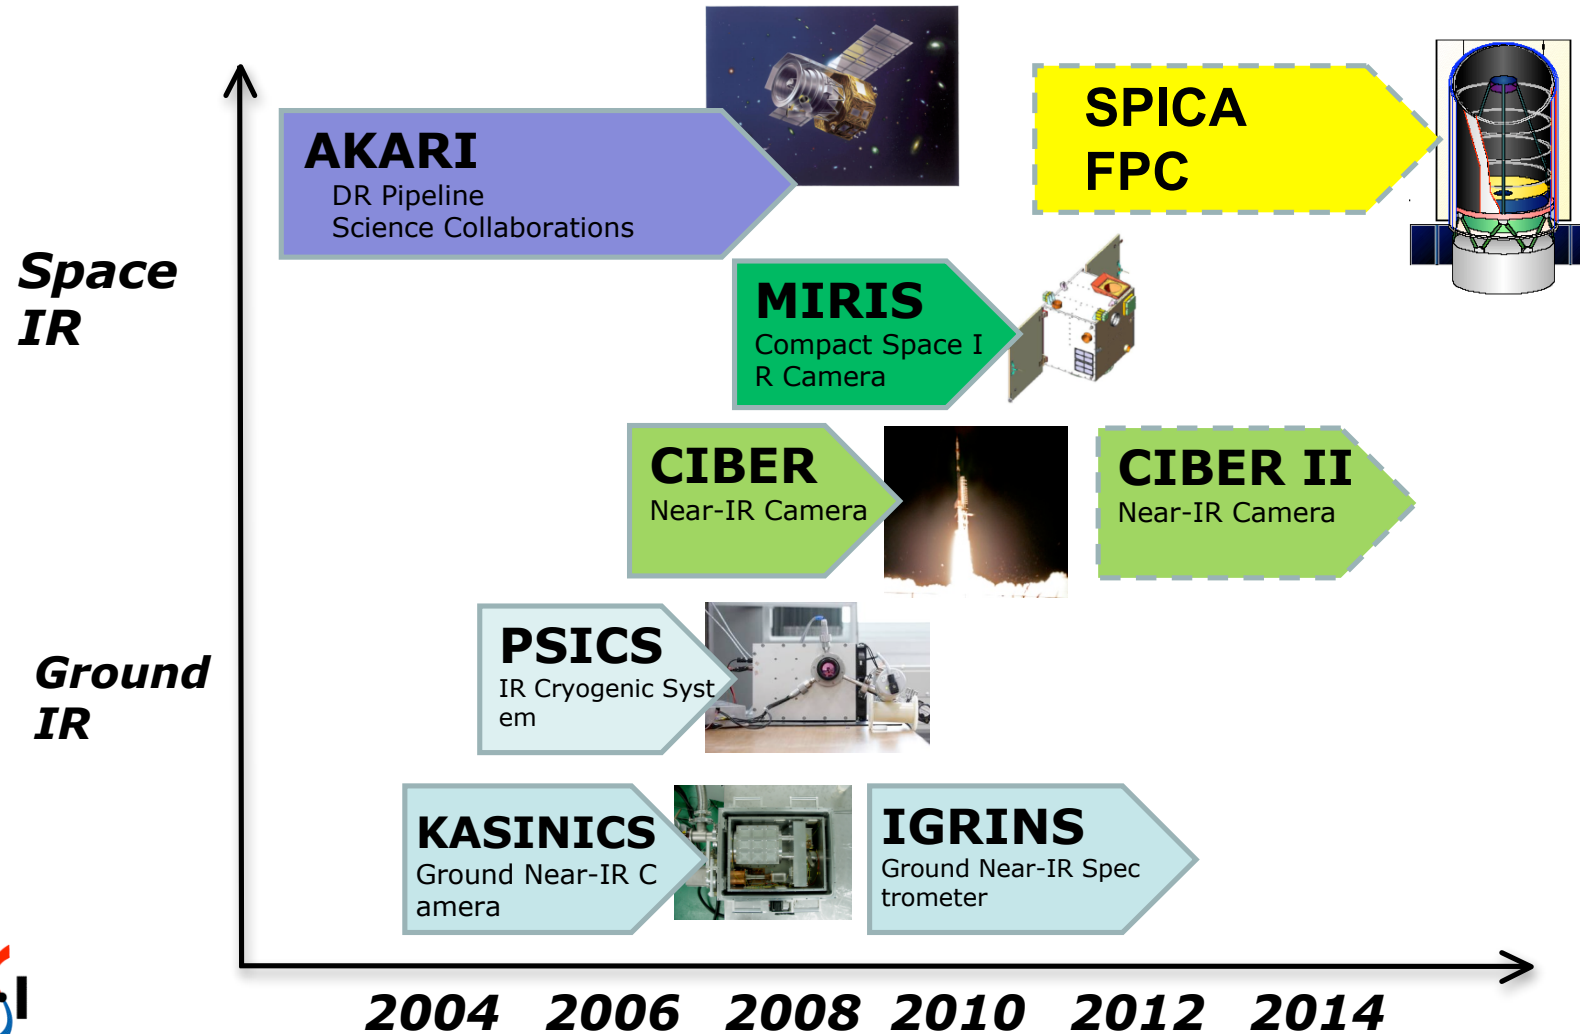 AKARI
DR Pipeline
Science Collaborations
SPICA
FPC
Space
IR
MIRIS
Compact Space I
R Camera
CIBER
Near-IR Camera
CIBER II
Near-IR Camera
PSICS
IR Cryogenic Syst
em
Ground
IR
KASINICS
Ground Near-IR C
amera
IGRINS
Ground Near-IR Spec
trometer
2004 2006 2008 2010 2012 2014